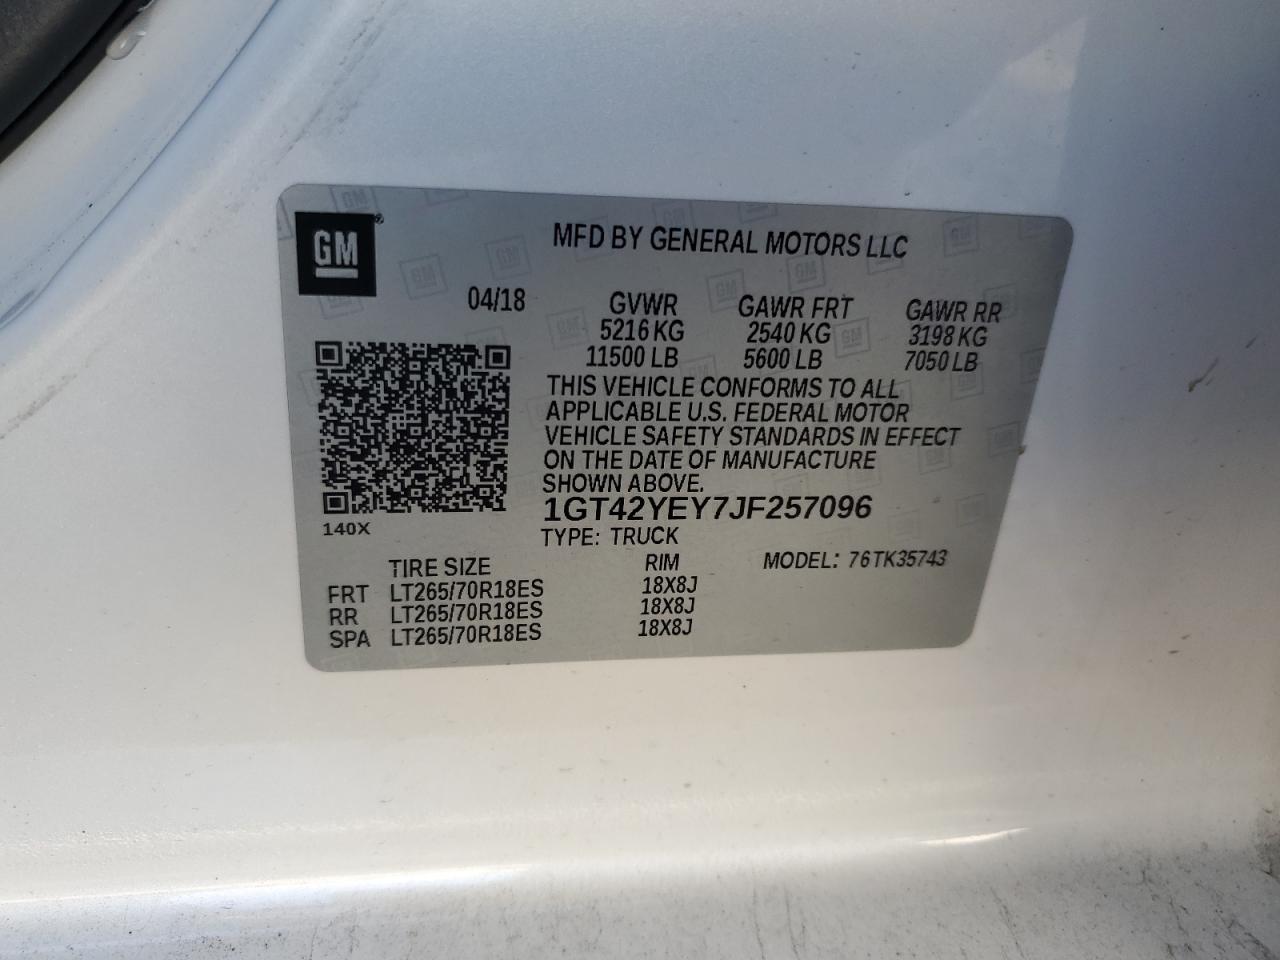 GM®
MFD BY GENERAL MOTORS LLC
04/18 GVWR GAWR FRT GAWR RR
5216 KG 2540 KG 3198 KG
11500 LB 5600 LB 7050 LB
THIS VEHICLE CONFORMS TO ALL
APPLICABLE U.S. FEDERAL MOTOR
VEHICLE SAFETY STANDARDS IN EFFECT
ON THE DATE OF MANUFACTURE
SHOWN ABOVE.
1GT42YEY7JF257096
140X
TYPE: TRUCK
TIRE SIZE RIM MODEL: 76TK35743
FRT LT265/70R18ES 18X8J
RR LT265/70R18ES 18X8J
SPA LT265/70R18ES 18X8J